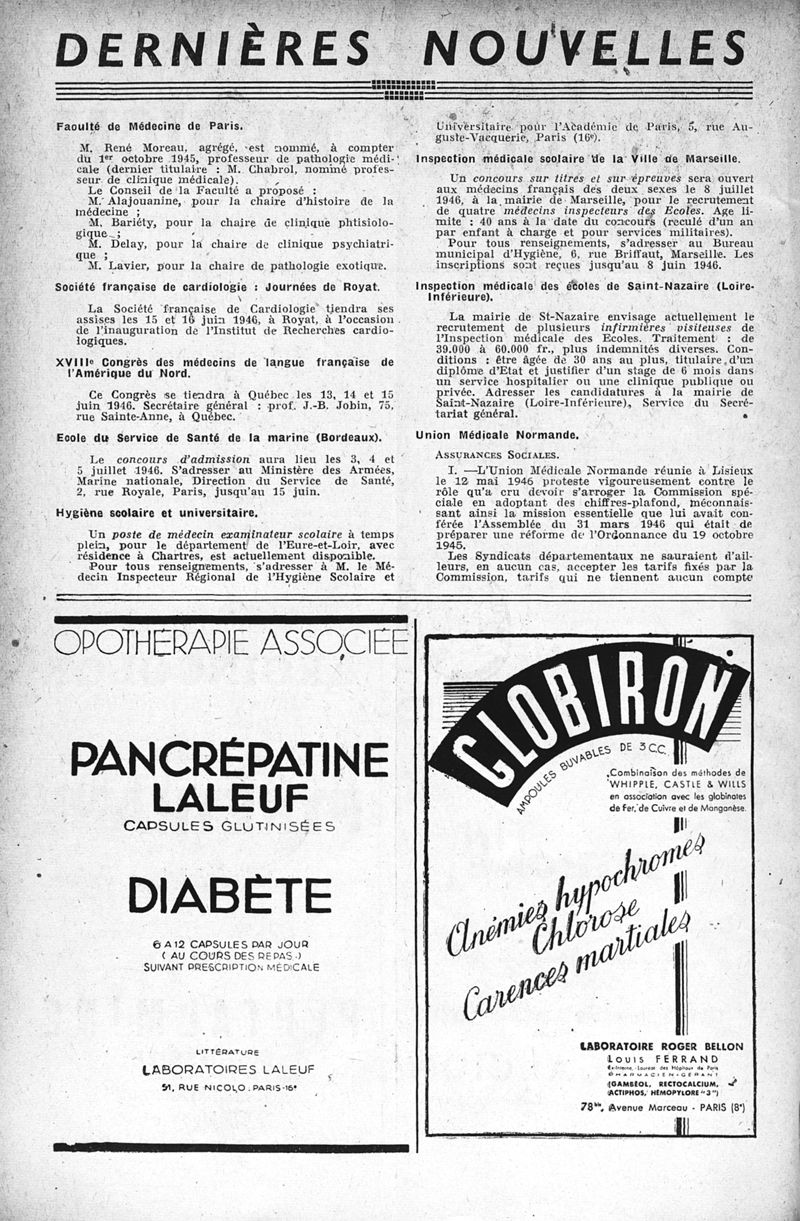 DERNIÈRES NOUVELLES
Faculté de Médecine de Paris.
M. René Moreau, agrégé, est nommé, à compter
du 1er octobre 1945, professeur de pathologie médi-
cale (dernier titulaire : M. Chabrol, nommé profes-
seur de clinique médicale).
Le Conseil de la Faculté a proposé :
M. Alajouanine, pour la chaire d'histoire de la
médecine ;
M. Bariéty, pour la chaire de clinique phtisiolo-
gique ;
M. Delay, pour la chaire de clinique psychiatri-
que ;
M. Lavier, pour la chaire de pathologie exotique.
Société française de cardiologie : Journées de Royat.
La Société française de Cardiologie tiendra ses
assises les 15 et 16 juin 1946, à Royat, à l'occasion
de l'inauguration de l'Institut de Recherches cardio-
logiques.
XVIIIe Congrès des médecins de langue française de
l'Amérique du Nord.
Ce Congrès se tiendra à Québec les 13, 14 et 15
juin 1946. Secrétaire général : prof. J.-B. Jobin, 75,
rue Sainte-Anne, à Québec.
Ecole du Service de Santé de la marine (Bordeaux).
Le concours d'admission aura lieu les 3, 4 et
5 juillet 1946. S'adresser au Ministère des Armées,
Marine nationale, Direction du Service de Santé,
2, rue Royale, Paris, jusqu'au 15 juin.
Hygiène scolaire et universitaire.
Un poste de médecin examinateur scolaire à temps
plein, pour le département de l'Eure-et-Loir, avec
résidence à Chartres, est actuellement disponible.
Pour tous renseignements, s'adresser à M. le Mé-
decin Inspecteur Régional de l'Hygiène Scolaire et
Universitaire pour l'Académie de Paris, 5, rue Au-
guste-Vacquerie, Paris (16e).
Inspection médicale scolaire de la Ville de Marseille.
Un concours sur titres et sur épreuves sera ouvert
aux médecins français des deux sexes le 8 juillet
1946, à la mairie de Marseille, pour le recrutement
de quatre médecins inspecteurs des Ecoles. Age li-
mite : 40 ans à la date du concours (reculé d'un an
par enfant à charge et pour services militaires).
Pour tous renseignements, s'adresser au Bureau
municipal d'Hygiène, 6, rue Briffaut, Marseille. Les
inscriptions sont reçues jusqu'au 8 juin 1946.
Inspection médicale des écoles de Saint-Nazaire (Loire-
Inférieure).
La mairie de St-Nazaire envisage actuellement le
recrutement de plusieurs infirmières visiteuses de
l'Inspection médicale des Ecoles. Traitement : de
39.000 à 60.000 fr., plus indemnités diverses. Con-
ditions : être âgée de 30 ans au plus, titulaire d'un
diplôme d'Etat et justifier d'un stage de 6 mois dans
un service hospitalier ou une clinique publique ou
privée. Adresser les candidatures à la mairie de
Saint-Nazaire (Loire-Inférieure), Service du Secré-
tariat général.
Union Médicale Normande.
ASSURANCES SOCIALES.
I. — L'Union Médicale Normande réunie à Lisieux
le 12 mai 1946 proteste vigoureusement contre le
rôle qu'a cru devoir s'arroger la Commission spé-
ciale en adoptant des chiffres-plafond, méconnais-
sant ainsi la mission essentielle que lui avait con-
férée l'Assemblée du 31 mars 1946 qui était de
préparer une réforme de l'Ordonnance du 19 octobre
1945.
Les Syndicats départementaux ne sauraient d'ail-
leurs, en aucun cas, accepter les tarifs fixés par la
Commission, tarifs qui ne tiennent aucun compte
OPOTHÉRAPIE ASSOCIÉE
PANCRÉPATINE
LALEUF
CAPSULES GLUTINISÉES
DIABÈTE
6 A 12 CAPSULES PAR JOUR
( AU COURS DES REPAS )
SUIVANT PRESCRIPTION MÉDICALE
LITTÉRATURE
LABORATOIRES LALEUF
51, RUE NICOLO. PARIS-16e
GLOBIRON
AMPOULES BUVABLES DE 3 C.C.
Combinaison des méthodes de
WHIPPLE, CASTLE & WILLS
en association avec les globinates
de Fer, de Cuivre et de Manganèse.
Anémies hypochromes
Chlorose
Carences martiales
LABORATOIRE ROGER BELLON
LOUIS FERRAND
Ex-Interne, Lauréat des Hôpitaux de Paris
PHARMACIEN-GÉRANT
(GAMBÉOL, RECTOCALCIUM,
ACTIPHOS, HÉMOPYLORE "3")
78bis, Avenue Marceau - PARIS (8e)